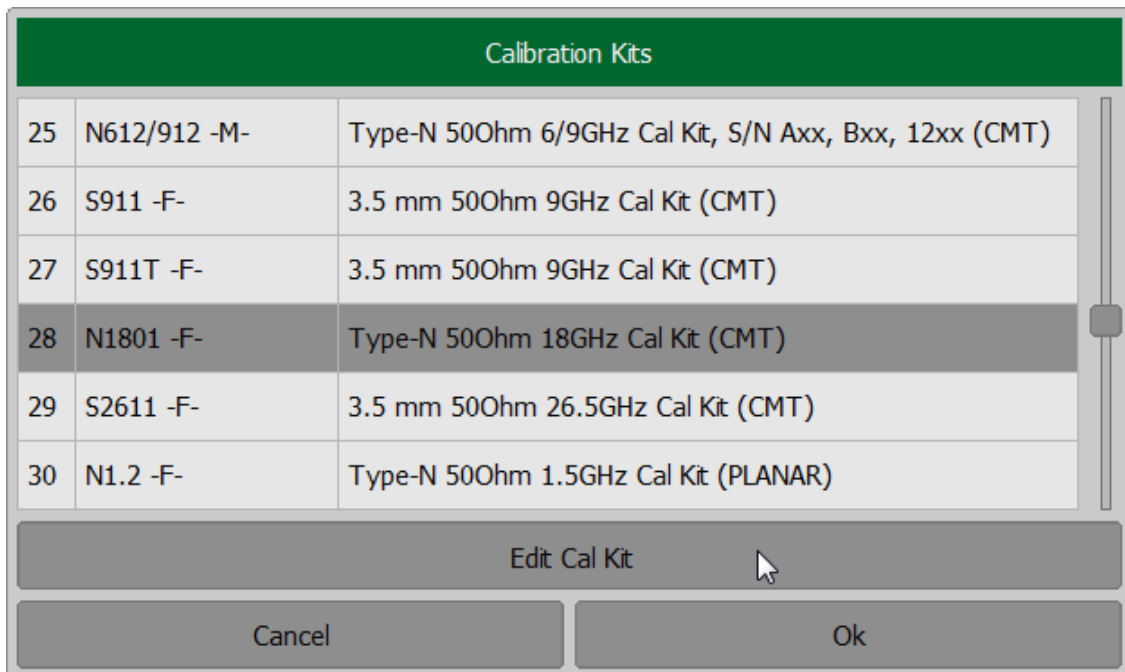 Calibration Kits
25 N612/912 -M- Type-N 50Ohm 6/9GHz Cal Kit, S/N Axx, Bxx, 12xx (CMT)
26 S911 -F- 3.5 mm 50Ohm 9GHz Cal Kit (CMT)
27 S911T -F- 3.5 mm 50Ohm 9GHz Cal Kit (CMT)
28 N1801 -F- Type-N 50Ohm 18GHz Cal Kit (CMT)
29 S2611 -F- 3.5 mm 50Ohm 26.5GHz Cal Kit (CMT)
30 N1.2 -F- Type-N 50Ohm 1.5GHz Cal Kit (PLANAR)
Edit Cal Kit
Cancel Ok